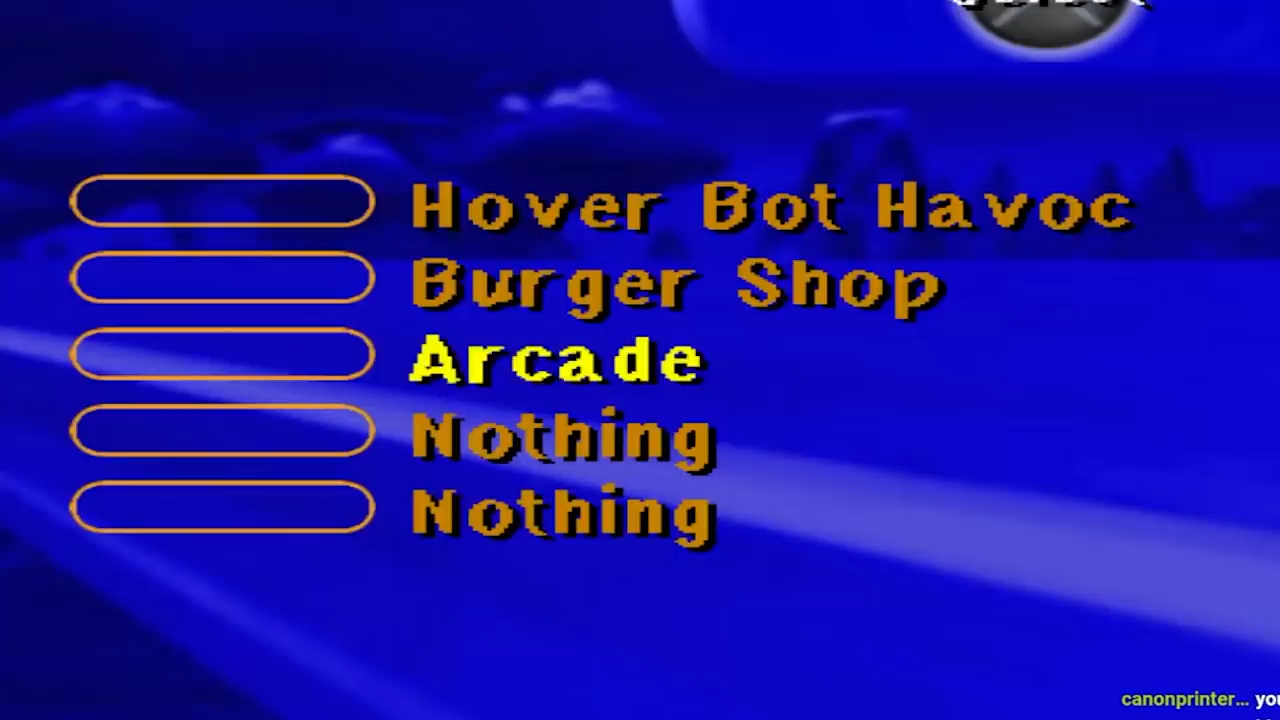 Hover Bot Havoc
Burger Shop
Arcade
Nothing
Nothing
canonprinter...